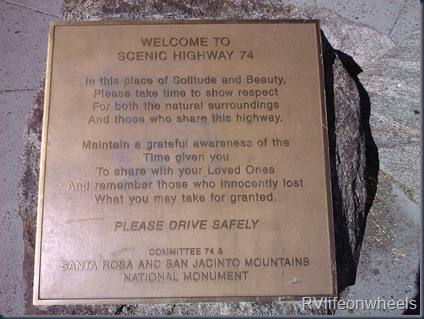 WELCOME TO
SCENIC HIGHWAY 74
In this place of Solitude and Beauty,
Please take time to show respect
For both the natural surroundings
And those who share this highway.
Maintain a grateful awareness of the
Time given you
To share with your Loved Ones
And remember those who innocently lost
What you may take for granted.
PLEASE DRIVE SAFELY
COMMITTEE 74 &
SANTA ROSA AND SAN JACINTO MOUNTAINS
NATIONAL MONUMENT
RVlifeonwheels